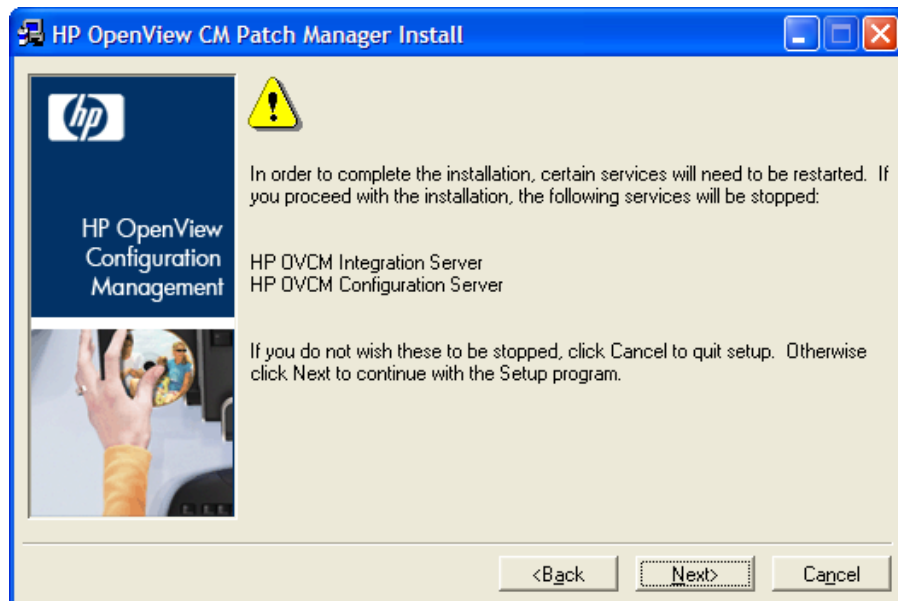 HP OpenView CM Patch Manager Install
hp
HP OpenView
Configuration
Management
In order to complete the installation, certain services will need to be restarted. If
you proceed with the installation, the following services will be stopped:
HP OVCM Integration Server
HP OVCM Configuration Server
If you do not wish these to be stopped, click Cancel to quit setup. Otherwise
click Next to continue with the Setup program.
<Back
Next>
Cancel